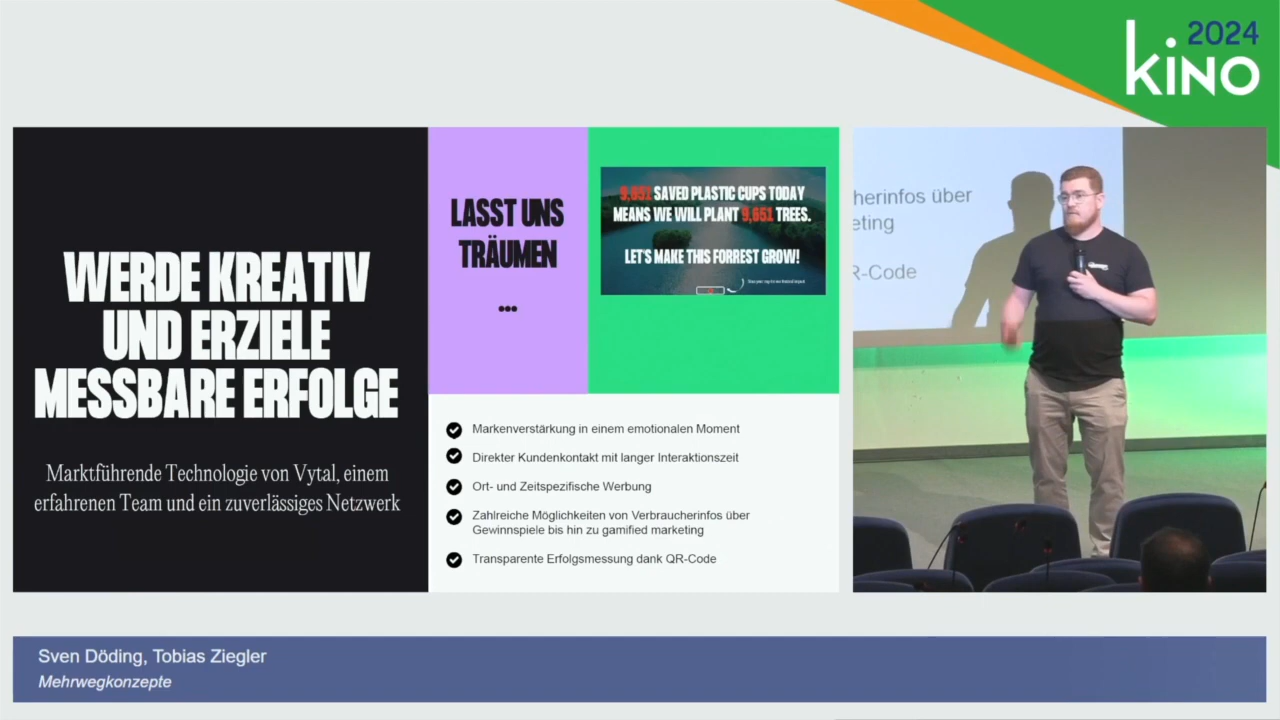 2024
kiNO
WERDE KREATIV
UND ERZIELE
MESSBARE ERFOLGE
Marktführende Technologie von Vytal, einem
erfahrenen Team und ein zuverlässiges Netzwerk
LASST UNS
TRÄUMEN
...
SAVED PLASTIC CUPS TODAY
MEANS WE WILL PLANT 9,651 TREES.
LET'S MAKE THIS FORREST GROW!
Markenverstärkung in einem emotionalen Moment
Direkter Kundenkontakt mit langer Interaktionszeit
Ort- und Zeitspezifische Werbung
Zahlreiche Möglichkeiten von Verbraucherinfos über
Gewinnspiele bis hin zu gamified marketing
Transparente Erfolgsmessung dank QR-Code
herinfos über
eting
R-Code
Sven Döding, Tobias Ziegler
Mehrwegkonzepte